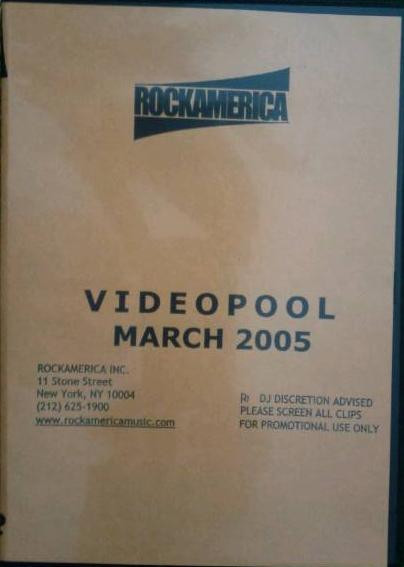 ROCKAMERICA
VIDEOPOOL
MARCH 2005
ROCKAMERICA INC.
11 Stone Street
New York, NY 10004
(212) 625-1900
www.rockamericamusic.com
R: DJ DISCRETION ADVISED
PLEASE SCREEN ALL CLIPS
FOR PROMOTIONAL USE ONLY